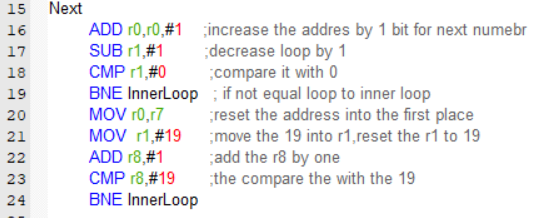 15 Next
16 ADD r0,r0,#1 ;increase the addres by 1 bit for next numebr
17 SUB r1,#1 ;decrease loop by 1
18 CMP r1,#0 ;compare it with 0
19 BNE InnerLoop ; if not equal loop to inner loop
20 MOV r0,r7 ;reset the address into the first place
21 MOV r1,#19 ;move the 19 into r1,reset the r1 to 19
22 ADD r8,#1 ;add the r8 by one
23 CMP r8,#19 ;the compare the with the 19
24 BNE InnerLoop